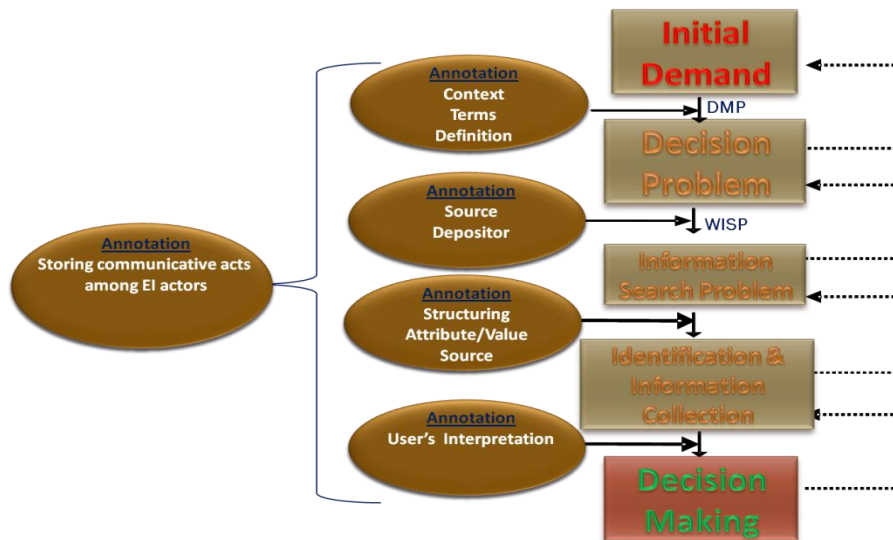 Annotation
Storing communicative acts
among EI actors
Annotation
Context
Terms
Definition
Annotation
Source
Depositor
Annotation
Structuring
Attribute/Value
Source
Annotation
User's Interpretation
Initial
Demand
DMP
Decision
Problem
WISP
Information
Search Problem
Identification &
Information
Collection
Decision
Making